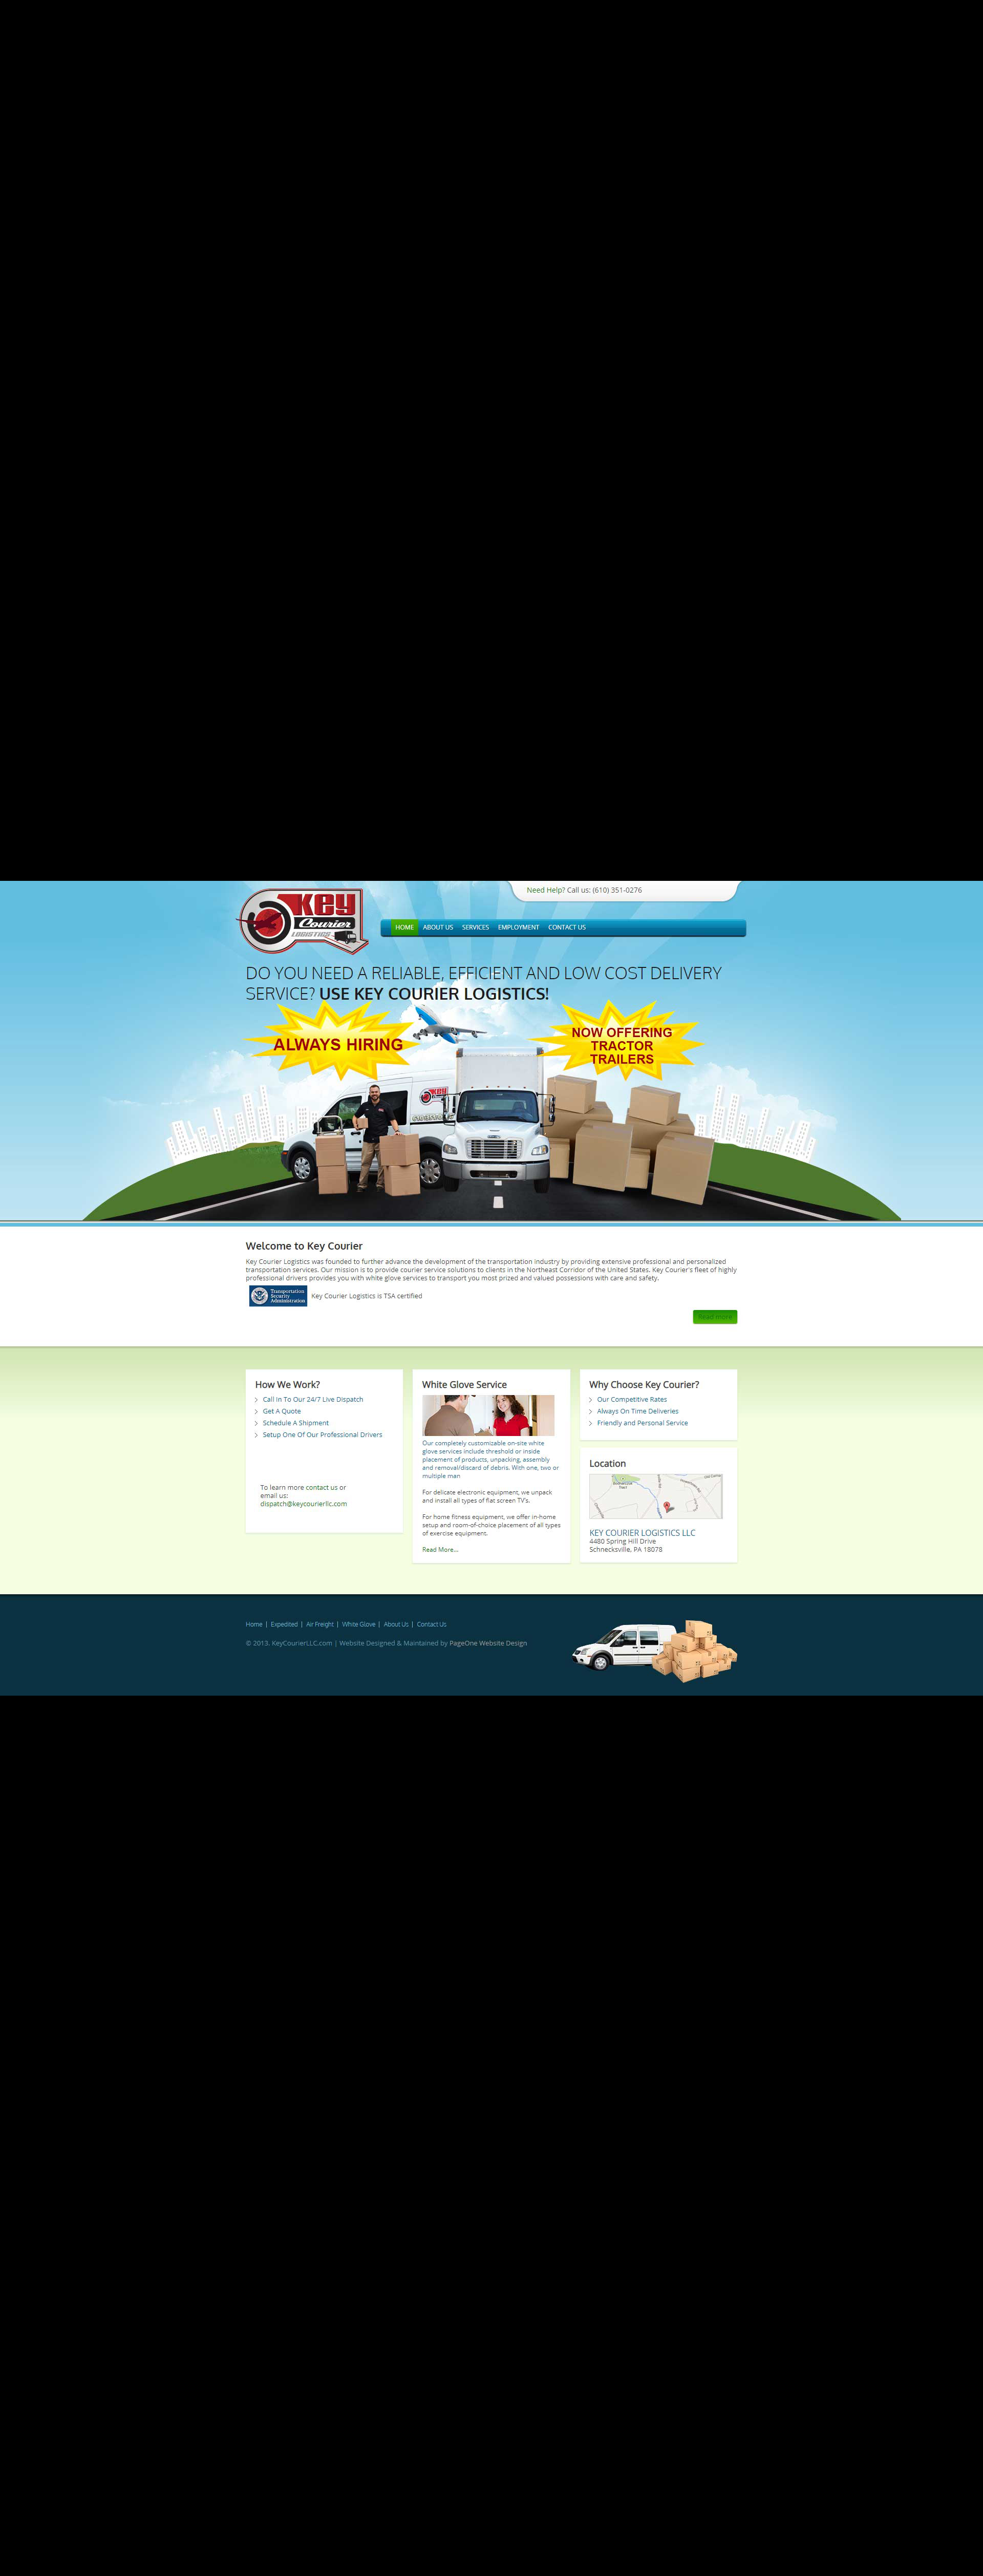 Need Help? Call us: (610) 351-0276
KEY
Courier
LOGISTICS
HOME ABOUT US SERVICES EMPLOYMENT CONTACT US
DO YOU NEED A RELIABLE, EFFICIENT AND LOW COST DELIVERY
SERVICE? USE KEY COURIER LOGISTICS!
ALWAYS HIRING
NOW OFFERING
TRACTOR
TRAILERS
KEY
Courier
Welcome to Key Courier
Key Courier Logistics was founded to further advance the development of the transportation industry by providing extensive professional and personalized
transportation services. Our mission is to provide courier service solutions to clients in the Northeast Corridor of the United States. Key Courier's fleet of highly
professional drivers provides you with white glove services to transport you most prized and valued possessions with care and safety.
Transportation
Security
Administration
Key Courier Logistics is TSA certified
Read More
How We Work?
Call in To Our 24/7 Live Dispatch
Get A Quote
Schedule A Shipment
Setup One Of Our Professional Drivers
To learn more contact us or
email us:
dispatch@keycourierllc.com
White Glove Service
Our completely customizable on-site white
glove services include threshold or inside
placement of products, unpacking, assembly
and removal/discard of debris. With one, two or
multiple man
For delicate electronic equipment, we unpack
and install all types of flat screen TV's.
For home fitness equipment, we offer in-home
setup and room-of-choice placement of all types
of exercise equipment.
Read More...
Why Choose Key Courier?
Our Competitive Rates
Always On Time Deliveries
Friendly and Personal Service
Location
KEY COURIER LOGISTICS LLC
4480 Spring Hill Drive
Schnecksville, PA 18078
Home | Expedited | Air Freight | White Glove | About Us | Contact Us
© 2013. KeyCourierLLC.com | Website Designed & Maintained by PageOne Website Design